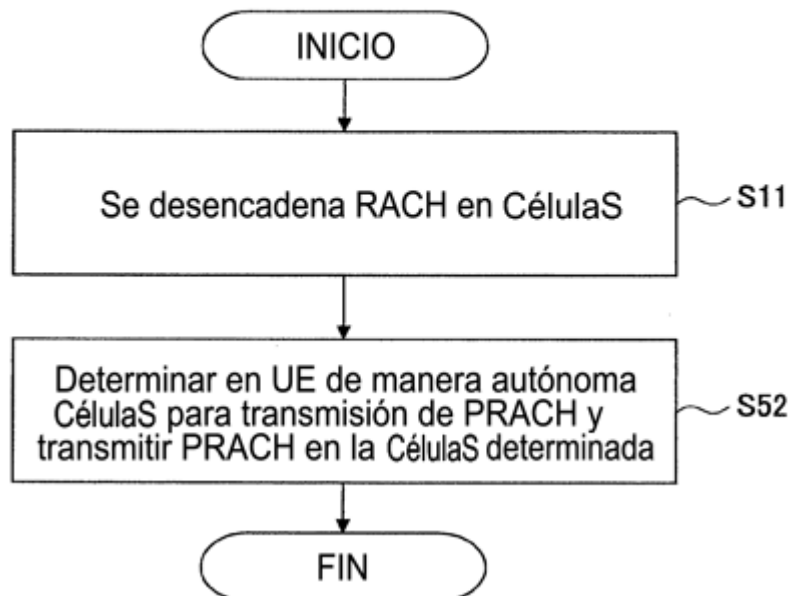 INICIO
Se desencadena RACH en CélulaS
S11
Determinar en UE de manera autónoma
CélulaS para transmisión de PRACH y
transmitir PRACH en la CélulaS determinada
S52
FIN